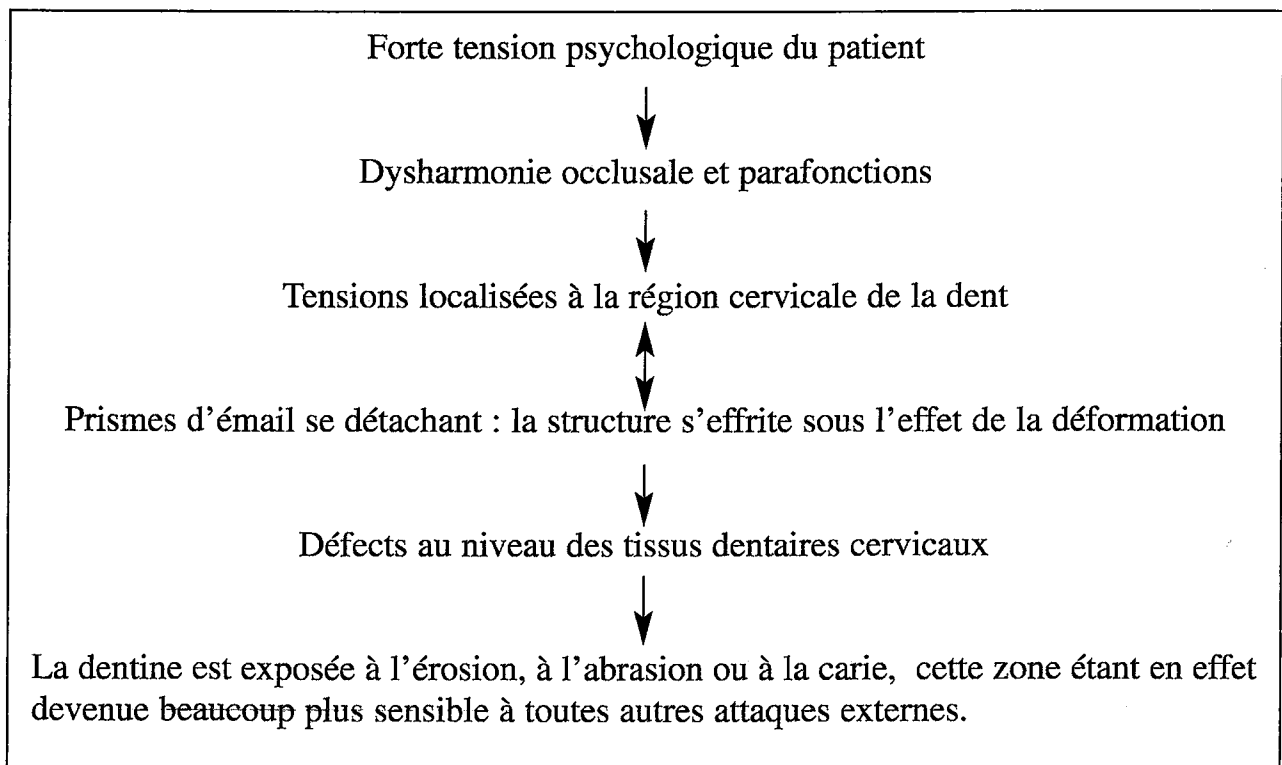 Forte tension psychologique du patient
Dysharmonie occlusale et parafonctions
Tensions localisées à la région cervicale de la dent
Prismes d'émail se détachant : la structure s'effrite sous l'effet de la déformation
Défects au niveau des tissus dentaires cervicaux
La dentine est exposée à l'érosion, à l'abrasion ou à la carie, cette zone étant en effet
devenue beaucoup plus sensible à toutes autres attaques externes.